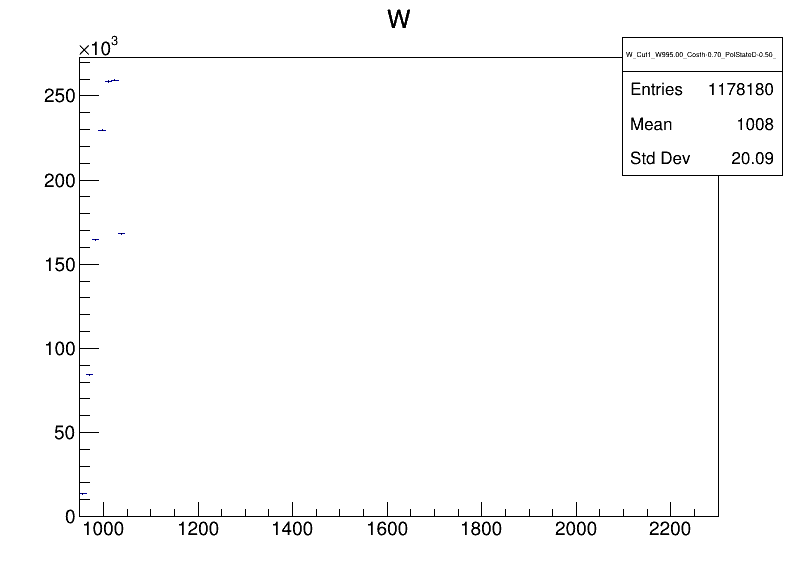 W
×10³
W_Cut1_W995.00_Costh-0.70_PolStateD-0.50_
Entries 1178180
Mean 1008
Std Dev 20.09
250
200
150
100
50
0
1000 1200 1400 1600 1800 2000 2200